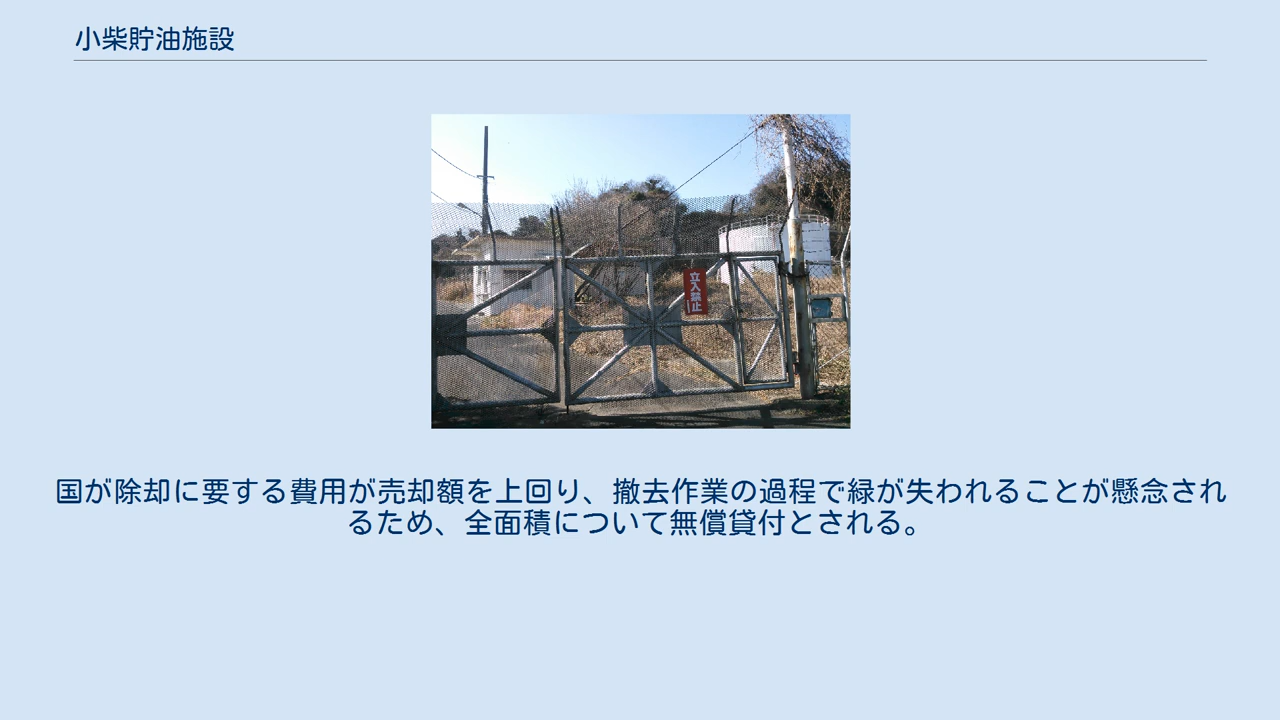 小柴貯油施設
立入禁止
国が除却に要する費用が売却額を上回り、撤去作業の過程で緑が失われることが懸念され
るため、全面積について無償貸付とされる。